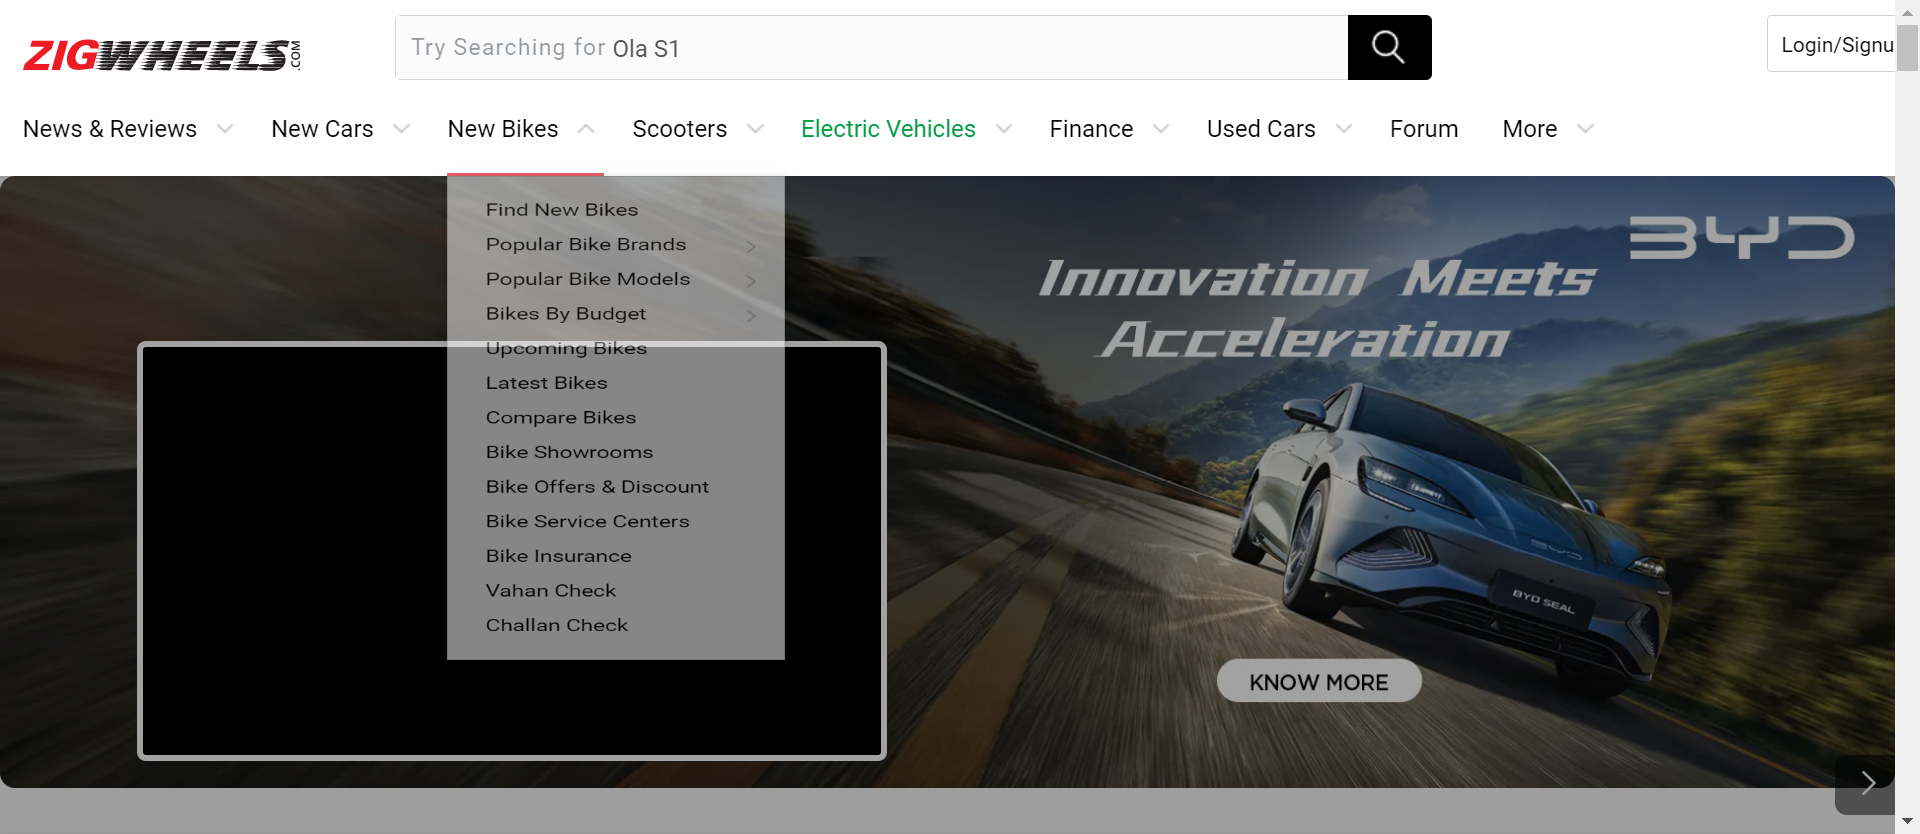 ZIGWHEELS.COM
Try Searching for Ola S1
Login/Signu
News & Reviews
New Cars
New Bikes
Scooters
Electric Vehicles
Finance
Used Cars
Forum
More
Find New Bikes
Popular Bike Brands
Popular Bike Models
Bikes By Budget
Upcoming Bikes
Latest Bikes
Compare Bikes
Bike Showrooms
Bike Offers & Discount
Bike Service Centers
Bike Insurance
Vahan Check
Challan Check
BYD
Innovation Meets
Acceleration
BYD
BYD SEAL
KNOW MORE